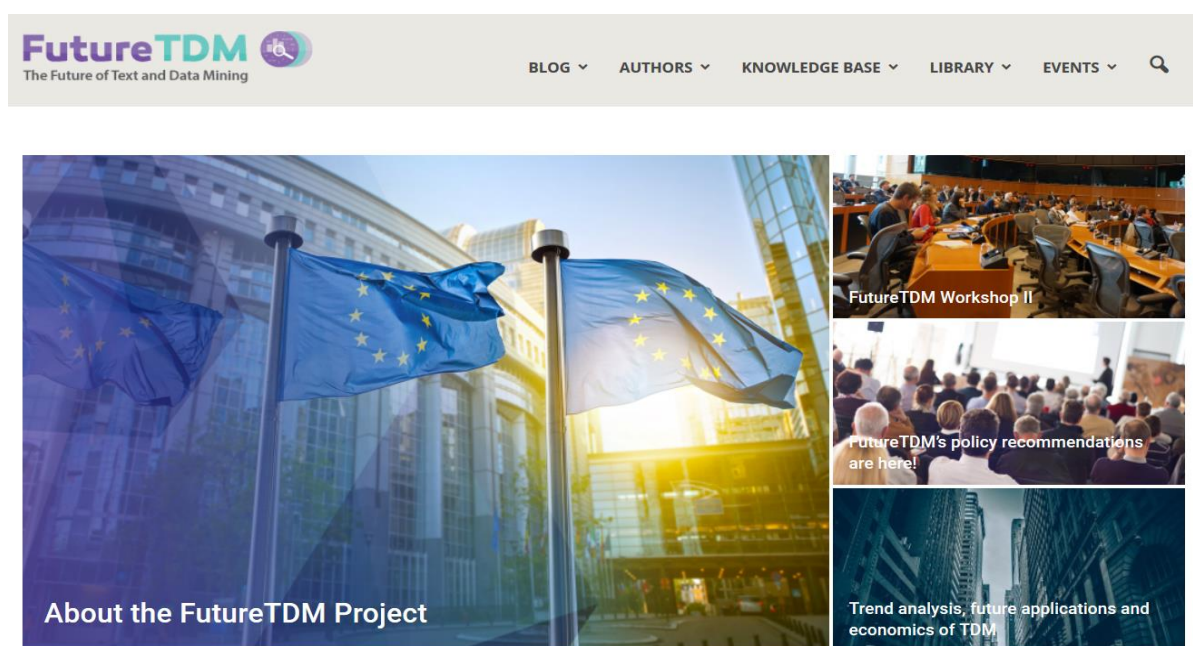 FutureTDM
The Future of Text and Data Mining
BLOG
AUTHORS
KNOWLEDGE BASE
LIBRARY
EVENTS
About the FutureTDM Project
FutureTDM Workshop II
FutureTDM's policy recommendations
are here!
Trend analysis, future applications and
economics of TDM